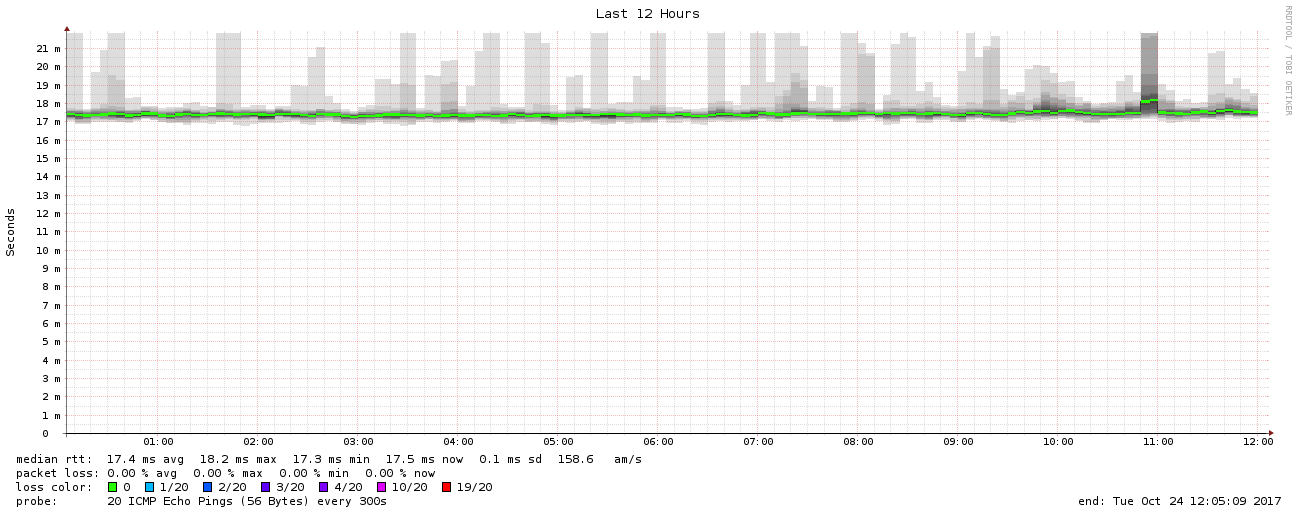 Last 12 Hours
RRDTOOL / TOBI OETIKER
Seconds
21 m
20 m
19 m
18 m
17 m
16 m
15 m
14 m
13 m
12 m
11 m
10 m
9 m
8 m
7 m
6 m
5 m
4 m
3 m
2 m
1 m
0
01:00 02:00 03:00 04:00 05:00 06:00 07:00 08:00 09:00 10:00 11:00 12:00
median rtt: 17.4 ms avg 18.2 ms max 17.3 ms min 17.5 ms now 0.1 ms sd 158.6 am/s
packet loss: 0.00 % avg 0.00 % max 0.00 % min 0.00 % now
loss color: 0 1/20 2/20 3/20 4/20 10/20 19/20
probe: 20 ICMP Echo Pings (56 Bytes) every 300s
end: Tue Oct 24 12:05:09 2017